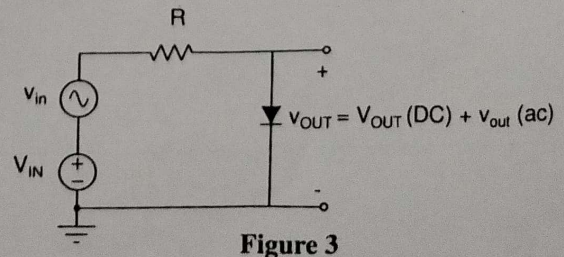 R
+
v_in
v_OUT = V_OUT (DC) + v_out (ac)
V_IN
+
−
-
Figure 3